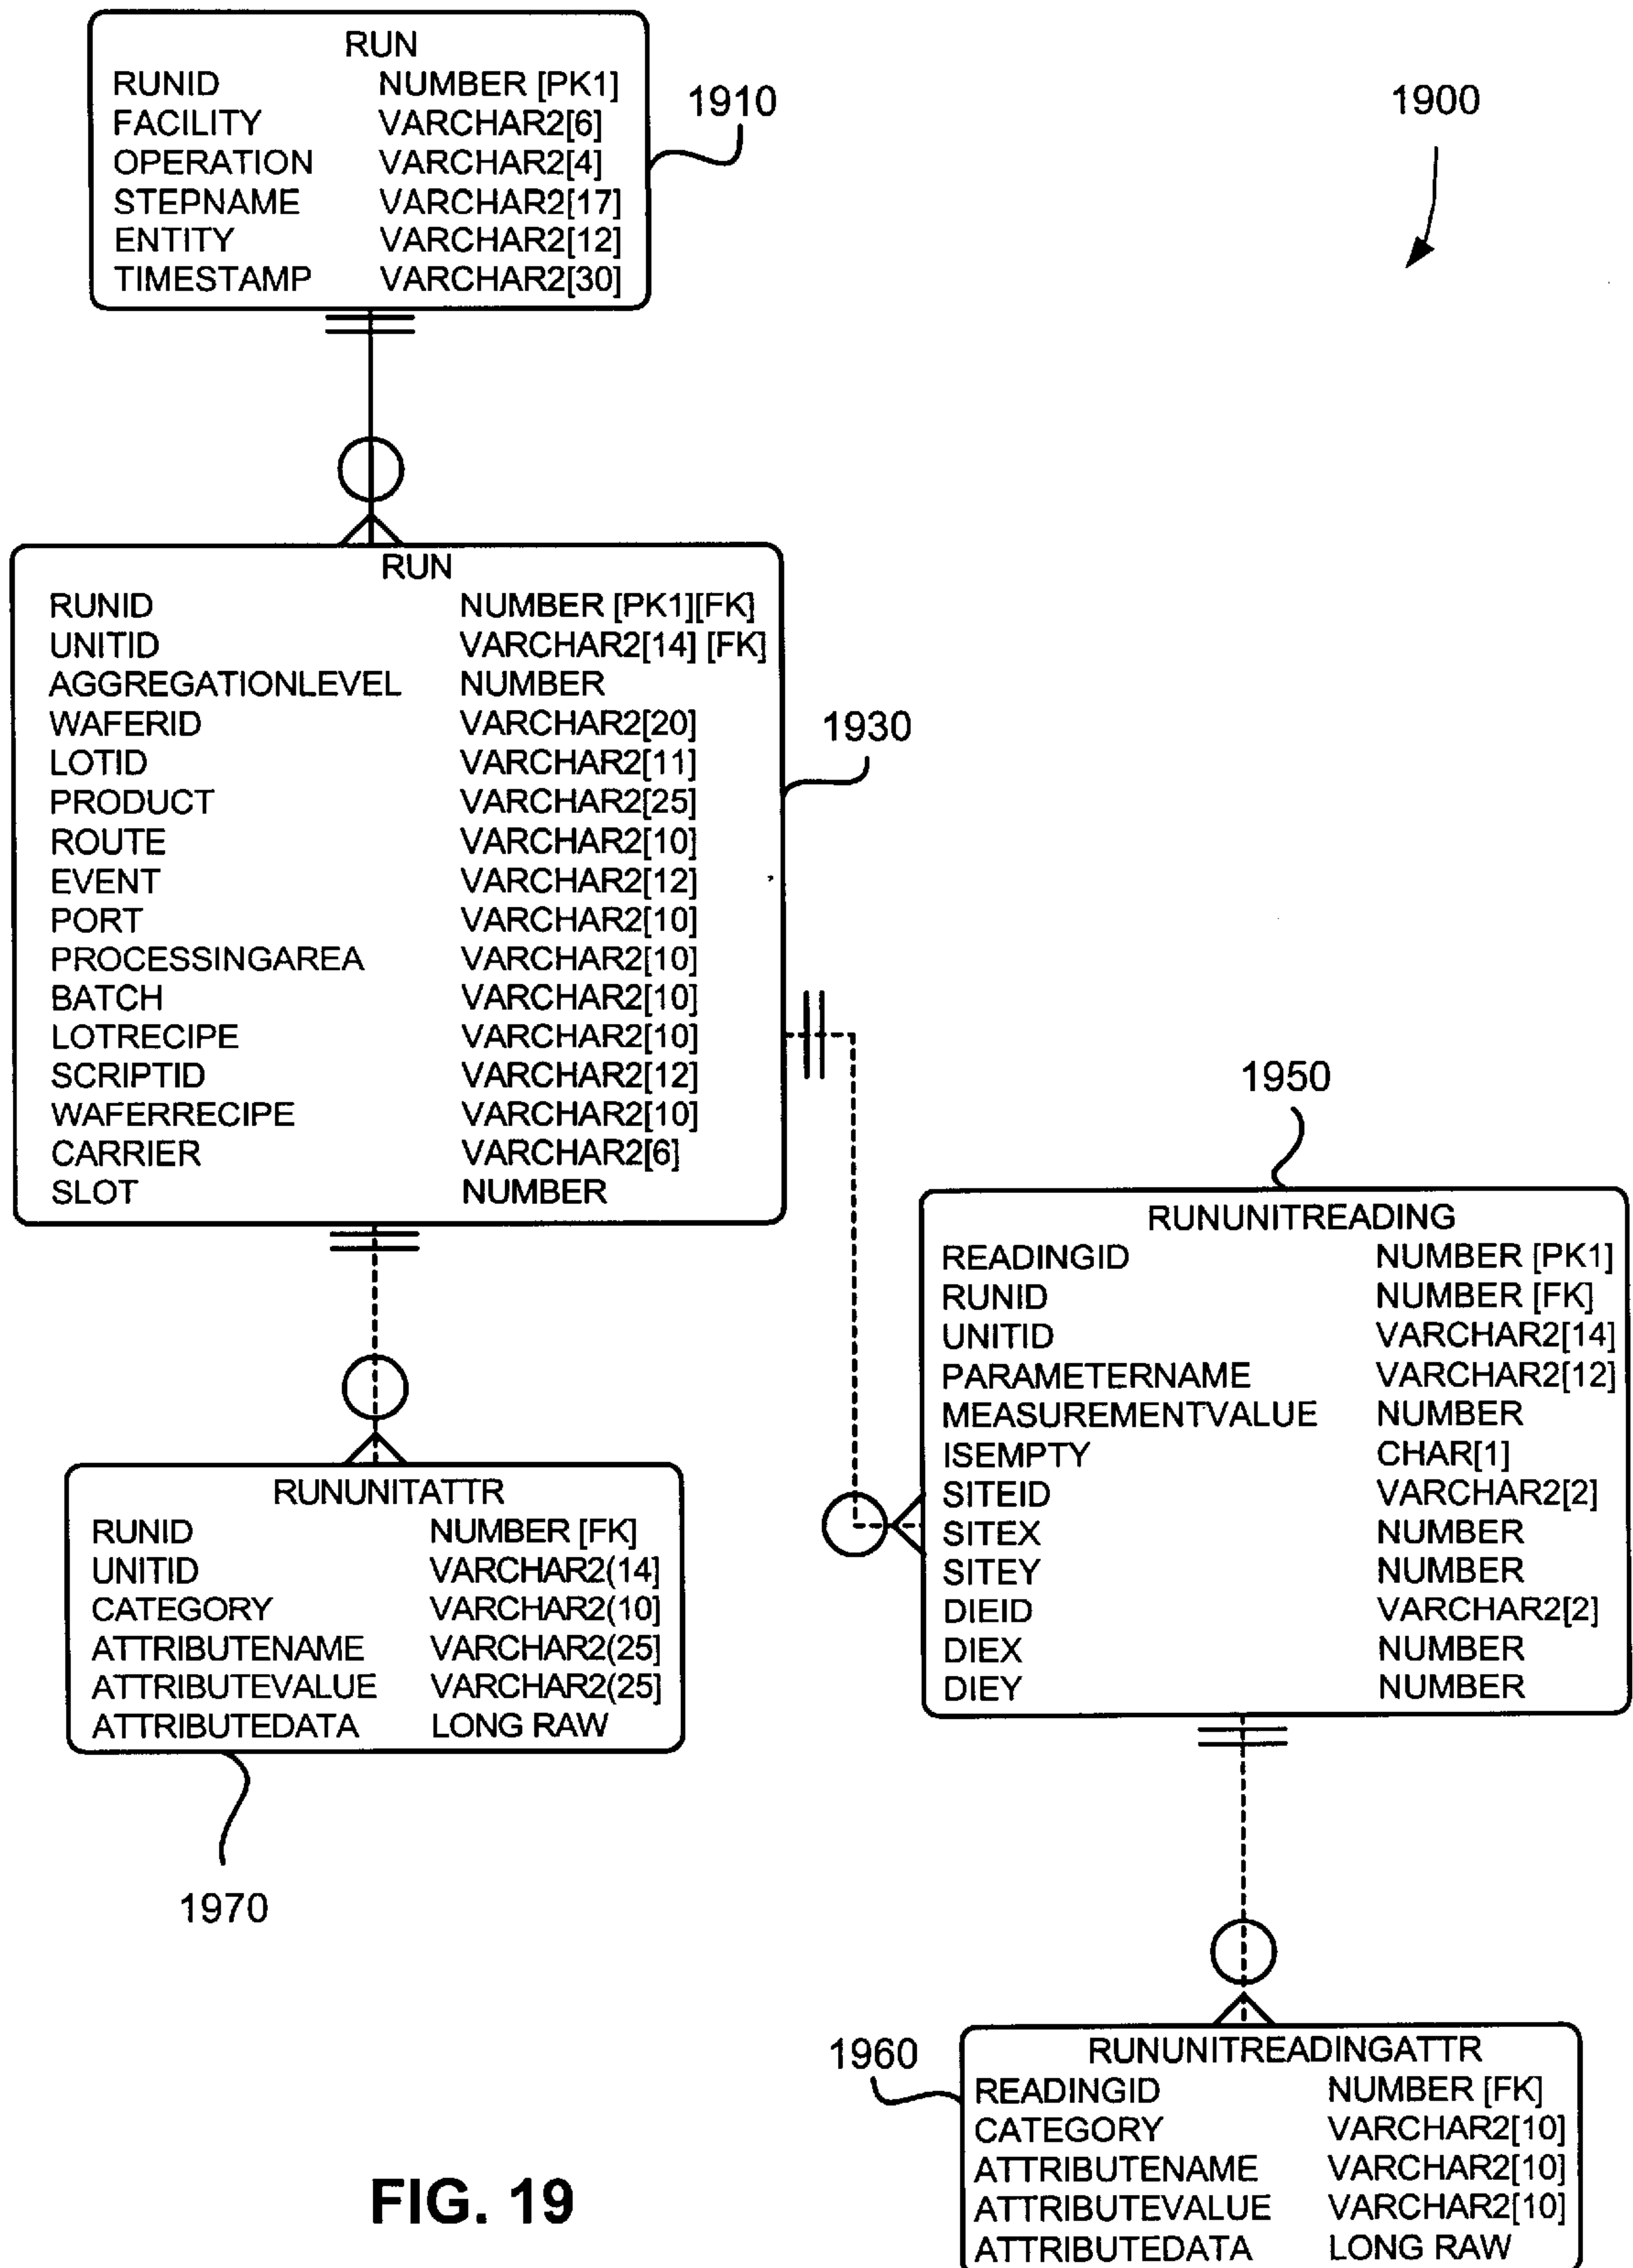 RUN
RUNID NUMBER [PK1]
FACILITY VARCHAR2[6]
OPERATION VARCHAR2[4]
STEPNAME VARCHAR2[17]
ENTITY VARCHAR2[12]
TIMESTAMP VARCHAR2[30]
1910
1900
RUN
RUNID NUMBER [PK1][FK]
UNITID VARCHAR2[14] [FK]
AGGREGATIONLEVEL NUMBER
WAFERID VARCHAR2[20]
LOTID VARCHAR2[11]
PRODUCT VARCHAR2[25]
ROUTE VARCHAR2[10]
EVENT VARCHAR2[12]
PORT VARCHAR2[10]
PROCESSINGAREA VARCHAR2[10]
BATCH VARCHAR2[10]
LOTRECIPE VARCHAR2[10]
SCRIPTID VARCHAR2[12]
WAFERRECIPE VARCHAR2[10]
CARRIER VARCHAR2[6]
SLOT NUMBER
1930
1950
RUNUNITREADING
READINGID NUMBER [PK1]
RUNID NUMBER [FK]
UNITID VARCHAR2[14]
PARAMETERNAME VARCHAR2[12]
MEASUREMENTVALUE NUMBER
ISEMPTY CHAR[1]
SITEID VARCHAR2[2]
SITEX NUMBER
SITEY NUMBER
DIEID VARCHAR2[2]
DIEX NUMBER
DIEY NUMBER
RUNUNITATTR
RUNID NUMBER [FK]
UNITID VARCHAR2(14]
CATEGORY VARCHAR2(10]
ATTRIBUTENAME VARCHAR2(25]
ATTRIBUTEVALUE VARCHAR2(25]
ATTRIBUTEDATA LONG RAW
1970
1960
RUNUNITREADINGATTR
READINGID NUMBER [FK]
CATEGORY VARCHAR2[10]
ATTRIBUTENAME VARCHAR2[10]
ATTRIBUTEVALUE VARCHAR2[10]
ATTRIBUTEDATA LONG RAW
FIG. 19